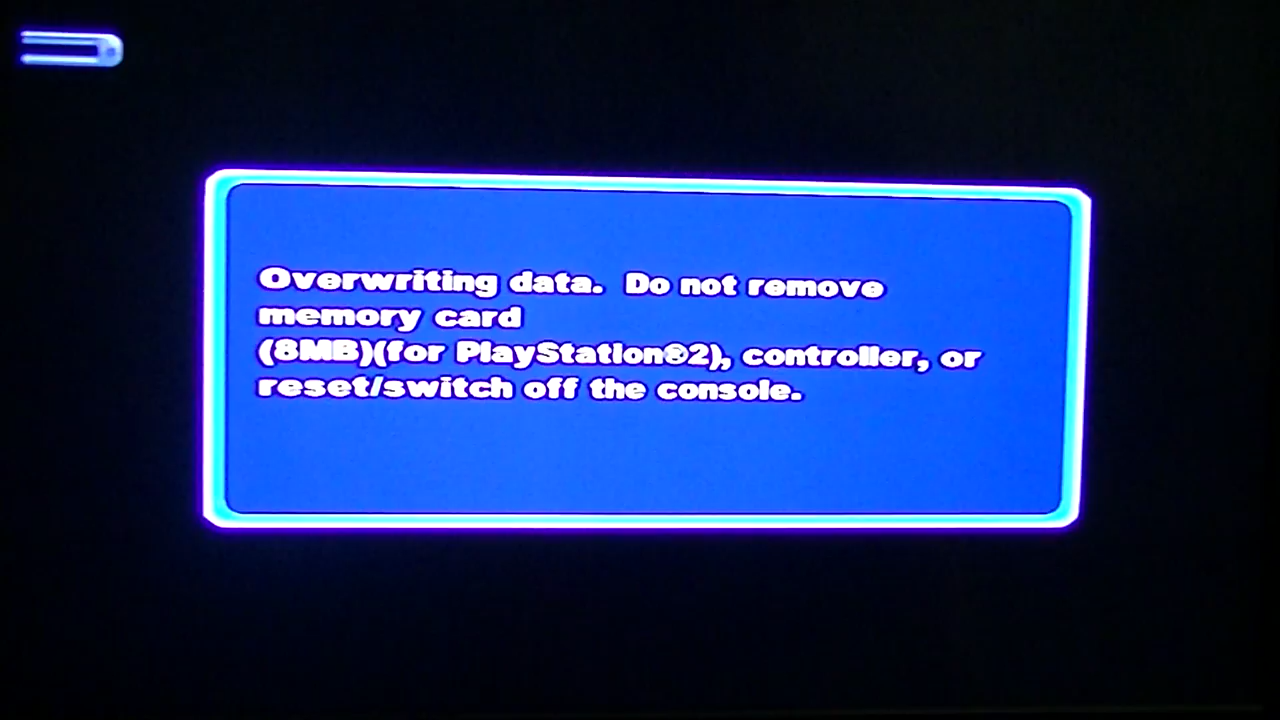 Overwriting data.  Do not remove
memory card
(8MB)(for PlayStation®2), controller, or
reset/switch off the console.